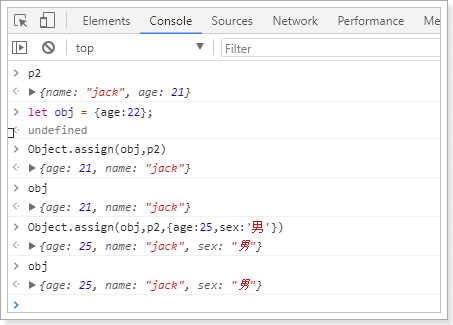 Elements Console Sources Network Performance Mem
top Filter
p2
{name: "jack", age: 21}
let obj = {age:22};
undefined
Object.assign(obj,p2)
{age: 21, name: "jack"}
obj
{age: 21, name: "jack"}
Object.assign(obj,p2,{age:25,sex:'男'})
{age: 25, name: "jack", sex: "男"}
obj
{age: 25, name: "jack", sex: "男"}